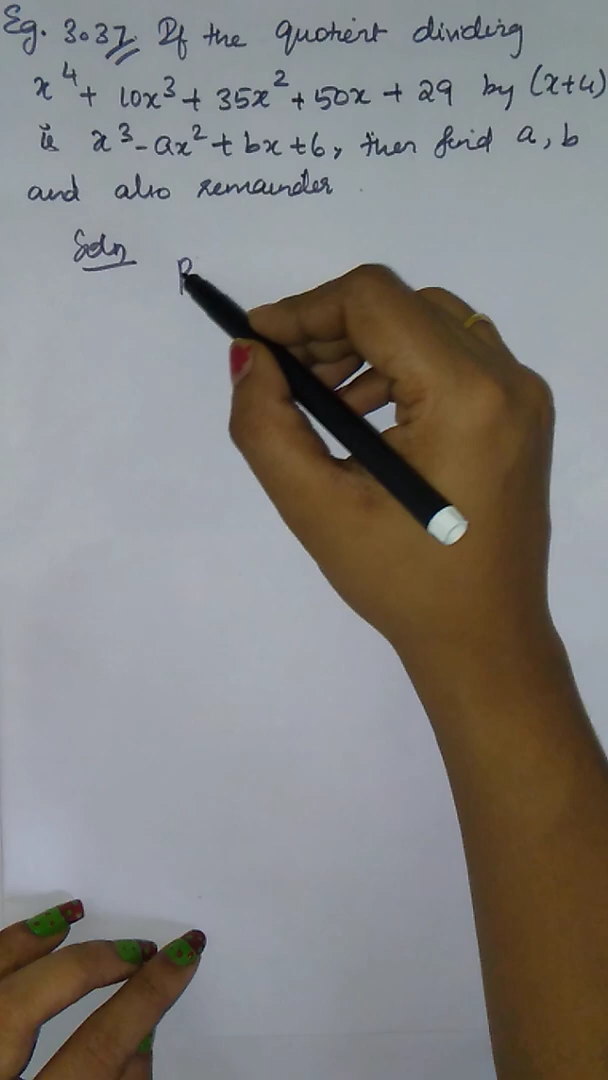 Eg. 3.37 If the quotient dividing
x⁴ + 10x³ + 35x² + 50x + 29 by (x+4)
is x³ - ax² + bx + 6, then find a, b
and also remainder
Soln P